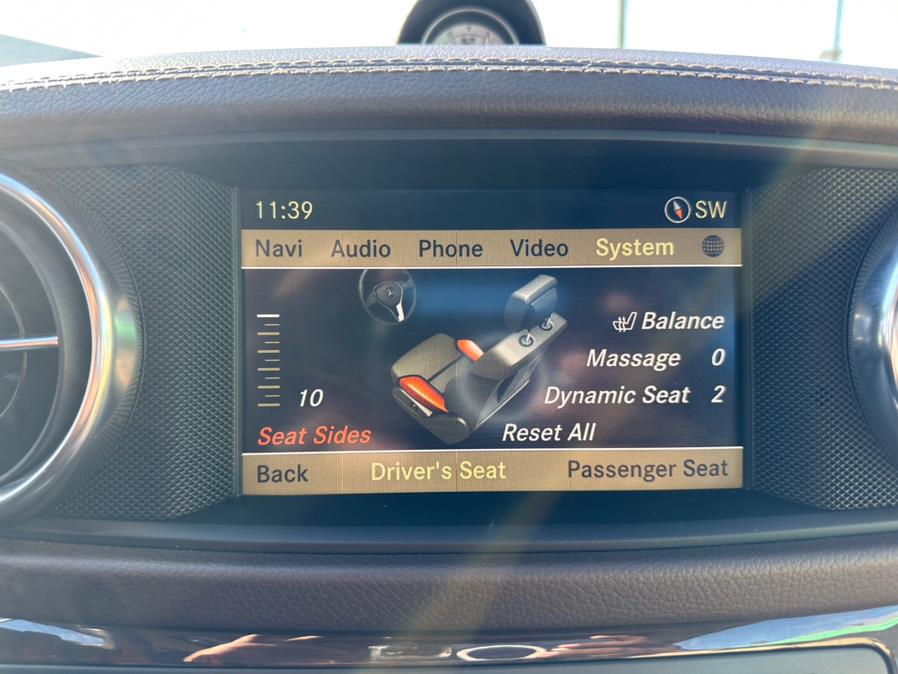 11:39 SW
Navi Audio Phone Video System
Balance
Massage 0
10 Dynamic Seat 2
Seat Sides Reset All
Back Driver's Seat Passenger Seat